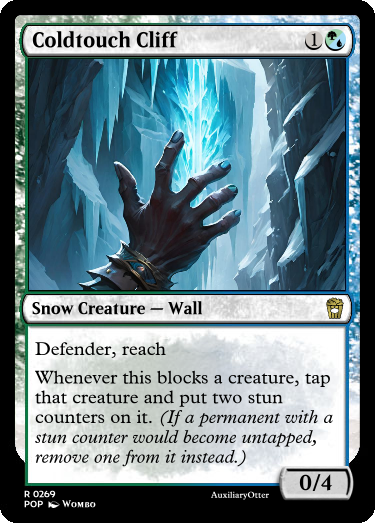 Coldtouch Cliff 1
Snow Creature — Wall
Defender, reach
Whenever this blocks a creature, tap
that creature and put two stun
counters on it. (If a permanent with a
stun counter would become untapped,
remove one from it instead.)
0/4
R 0269
POP Wombo
AuxiliaryOtter